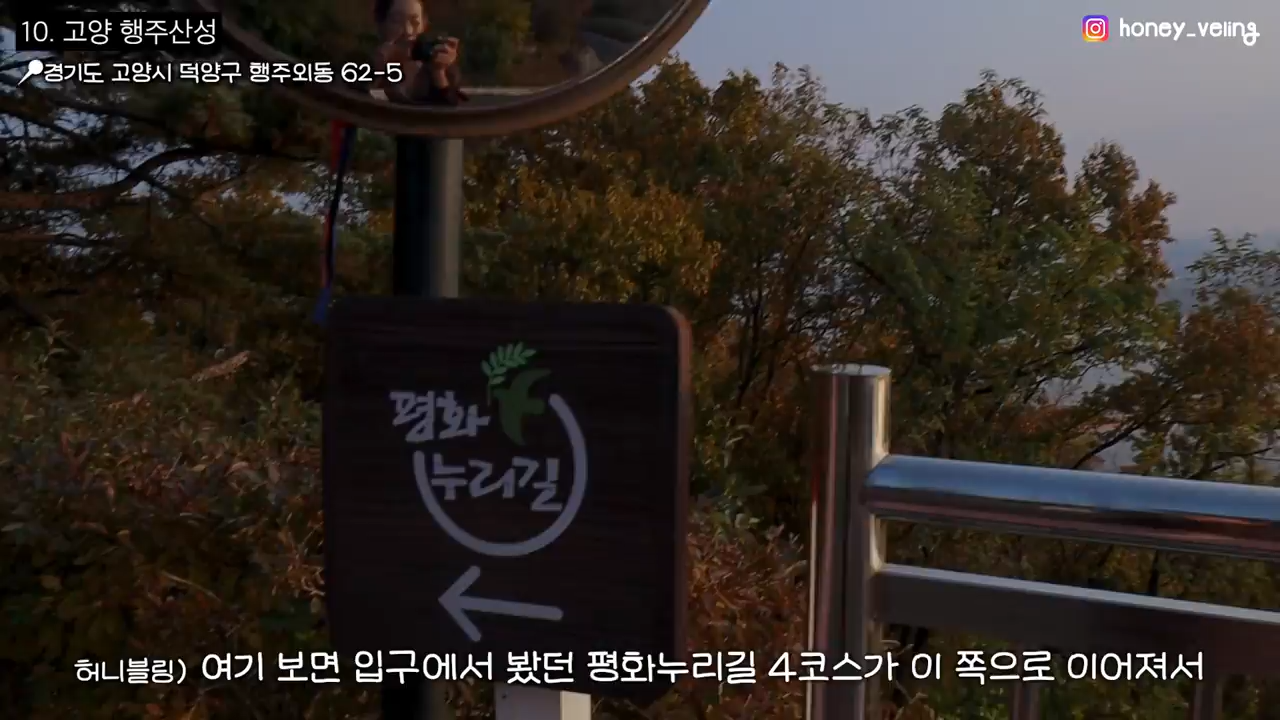 10. 고양 행주산성
경기도 고양시 덕양구 행주외동 62-5
honey_veling
평화
누리길
허니블링) 여기 보면 입구에서 봤던 평화누리길 4코스가 이 쪽으로 이어져서